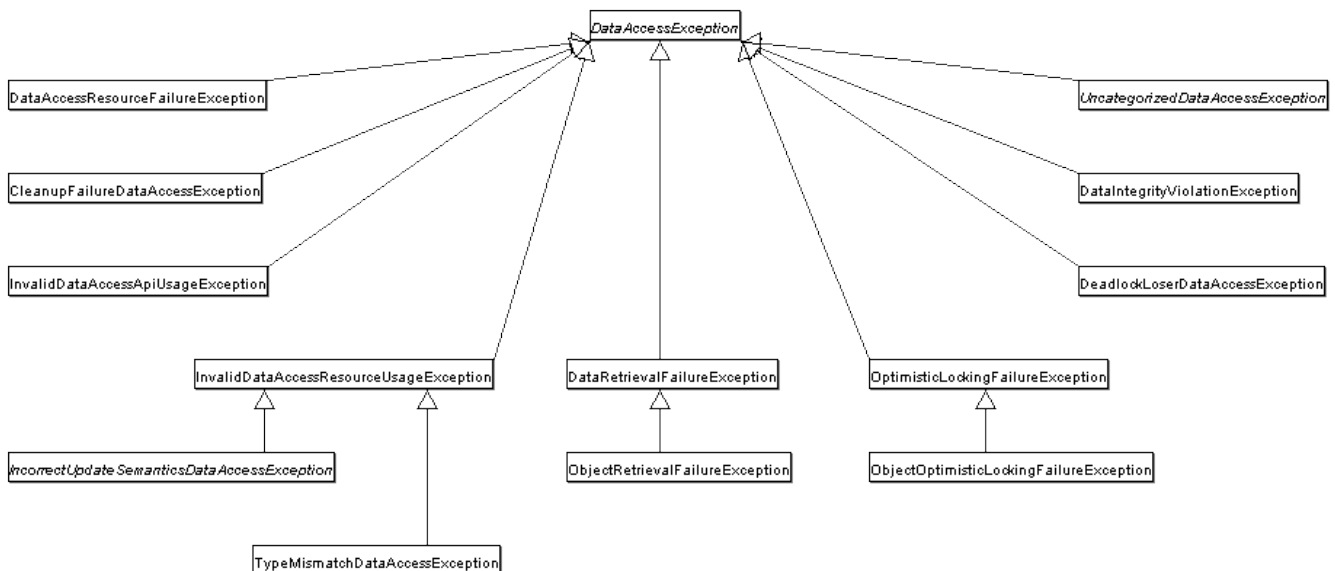 DataAccessException
DataAccessResourceFailureException
UncategorizedDataAccessException
CleanupFailureDataAccessException
DataIntegrityViolationException
InvalidDataAccessApiUsageException
DeadlockLoserDataAccessException
InvalidDataAccessResourceUsageException
DataRetrievalFailureException
OptimisticLockingFailureException
IncorrectUpdateSemanticsDataAccessException
ObjectRetrievalFailureException
ObjectOptimisticLockingFailureException
TypeMismatchDataAccessException